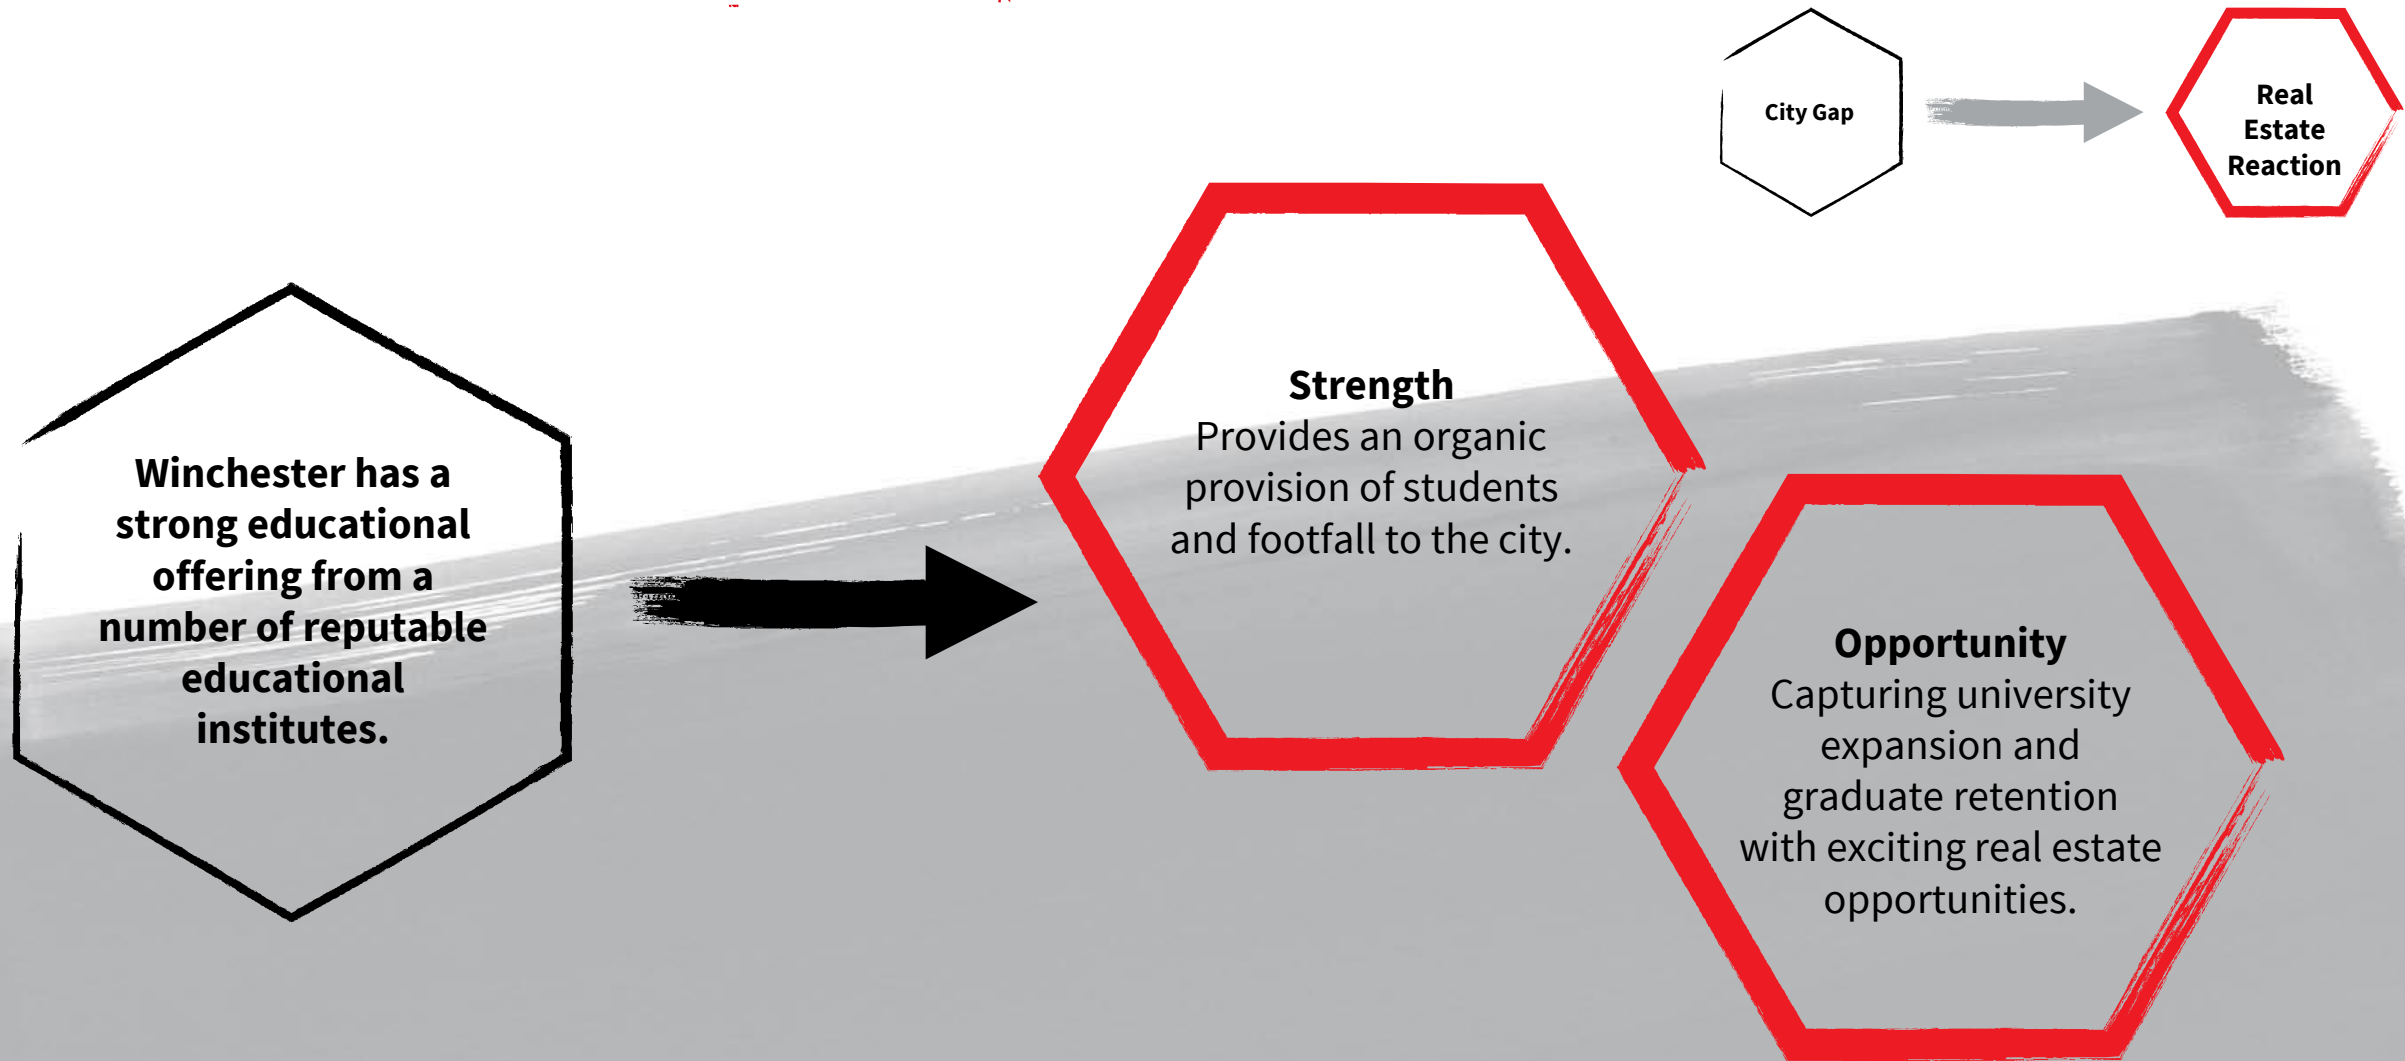 City Gap
Real
Estate
Reaction
Winchester has a
strong educational
offering from a
number of reputable
educational
institutes.
Strength
Provides an organic
provision of students
and footfall to the city.
Opportunity
Capturing university
expansion and
graduate retention
with exciting real estate
opportunities.